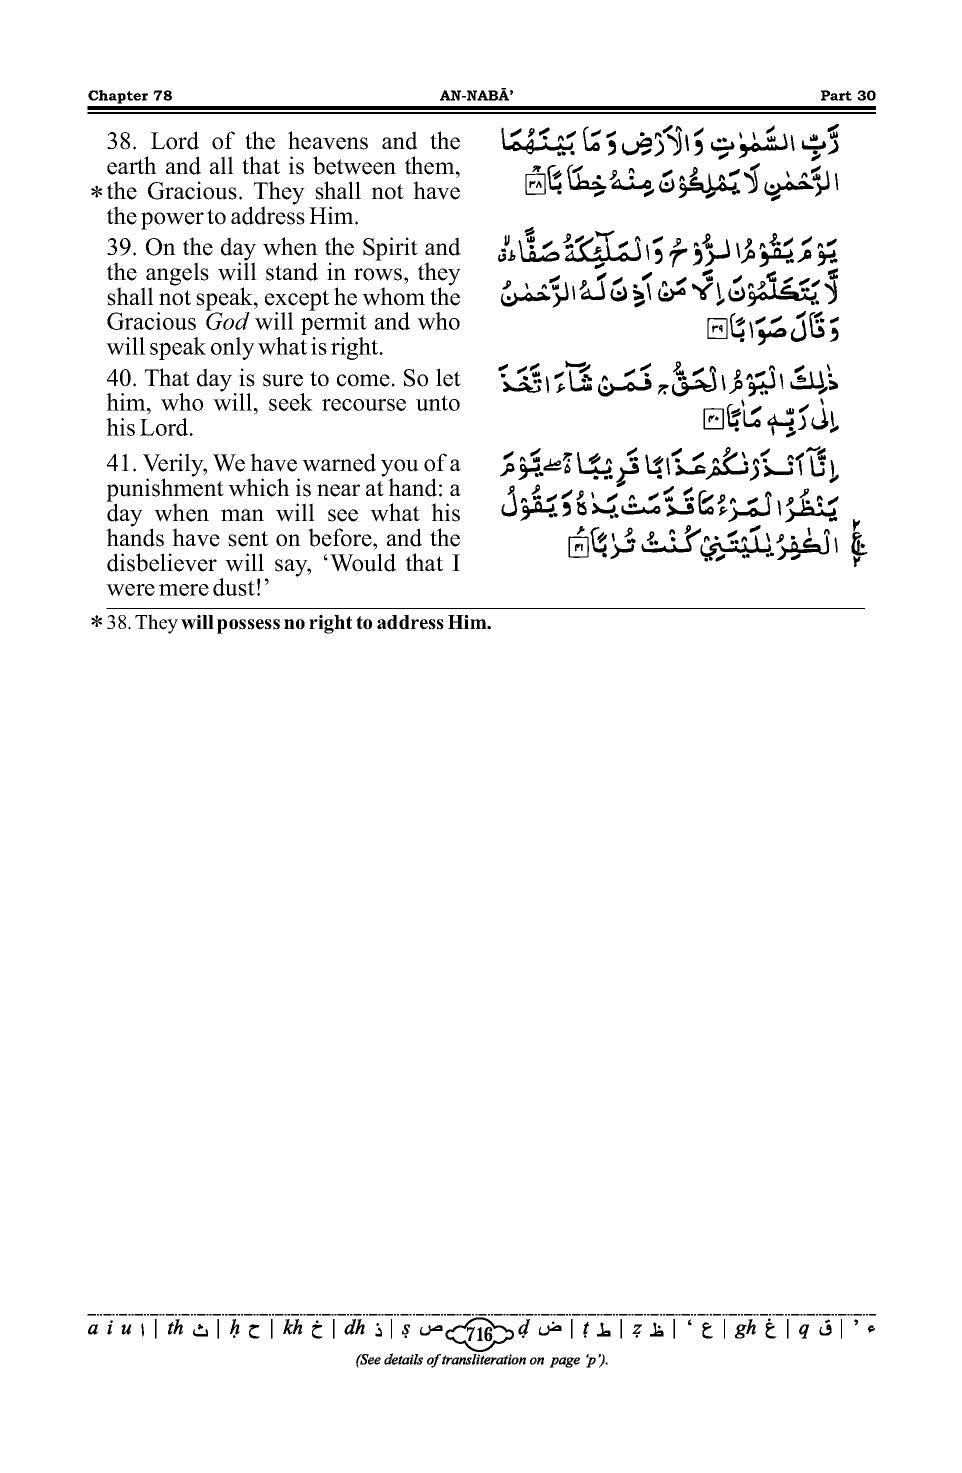 Chapter 78 AN-NABĀ’ Part 30
38. Lord of the heavens and the
earth and all that is between them,
*the Gracious. They shall not have
the power to address Him.
39. On the day when the Spirit and
the angels will stand in rows, they
shall not speak, except he whom the
Gracious God will permit and who
will speak only what is right.
40. That day is sure to come. So let
him, who will, seek recourse unto
his Lord.
41. Verily, We have warned you of a
punishment which is near at hand: a
day when man will see what his
hands have sent on before, and the
disbeliever will say, ‘Would that I
were mere dust!’
رَّبِّ السَّمٰوٰتِ وَالْاَرْضِ وَمَا بَيْنَهُمَا
الرَّحْمٰنِ لَا يَمْلِكُوْنَ مِنْهُ خِطَابًا ۚ ﴿۳۸﴾
يَوْمَ يَقُوْمُ الرُّوْحُ وَالْمَلٰٓئِكَةُ صَفًّا ۙ٭ۗ
لَّا يَتَكَلَّمُوْنَ اِلَّا مَنْ اَذِنَ لَهُ الرَّحْمٰنُ
وَقَالَ صَوَابًا ﴿۳۹﴾
ذٰلِكَ الْيَوْمُ الْحَقُّ ۚ فَمَنْ شَآءَ اتَّخَذَ
اِلٰى رَبِّهٖ مَاٰبًا ﴿۴۰﴾
اِنَّاۤ اَنْذَرْنٰكُمْ عَذَابًا قَرِيْبًا ۬ۚۖ يَّوْمَ
يَنْظُرُ الْمَرْءُ مَا قَدَّمَتْ يَدٰهُ وَيَقُوْلُ
الْكٰفِرُ يٰلَيْتَنِيْ كُنْتُ تُرٰبًا ۠ ﴿۴۱﴾
* 38. They will possess no right to address Him.
a i u ا | th ث | ḥ ح | kh خ | dh ذ | ṣ ص 716 ḍ ض | ṭ ط | ẓ ظ | ‘ ع | gh غ | q ق | ’ ء
(See details of transliteration on page ‘p’).